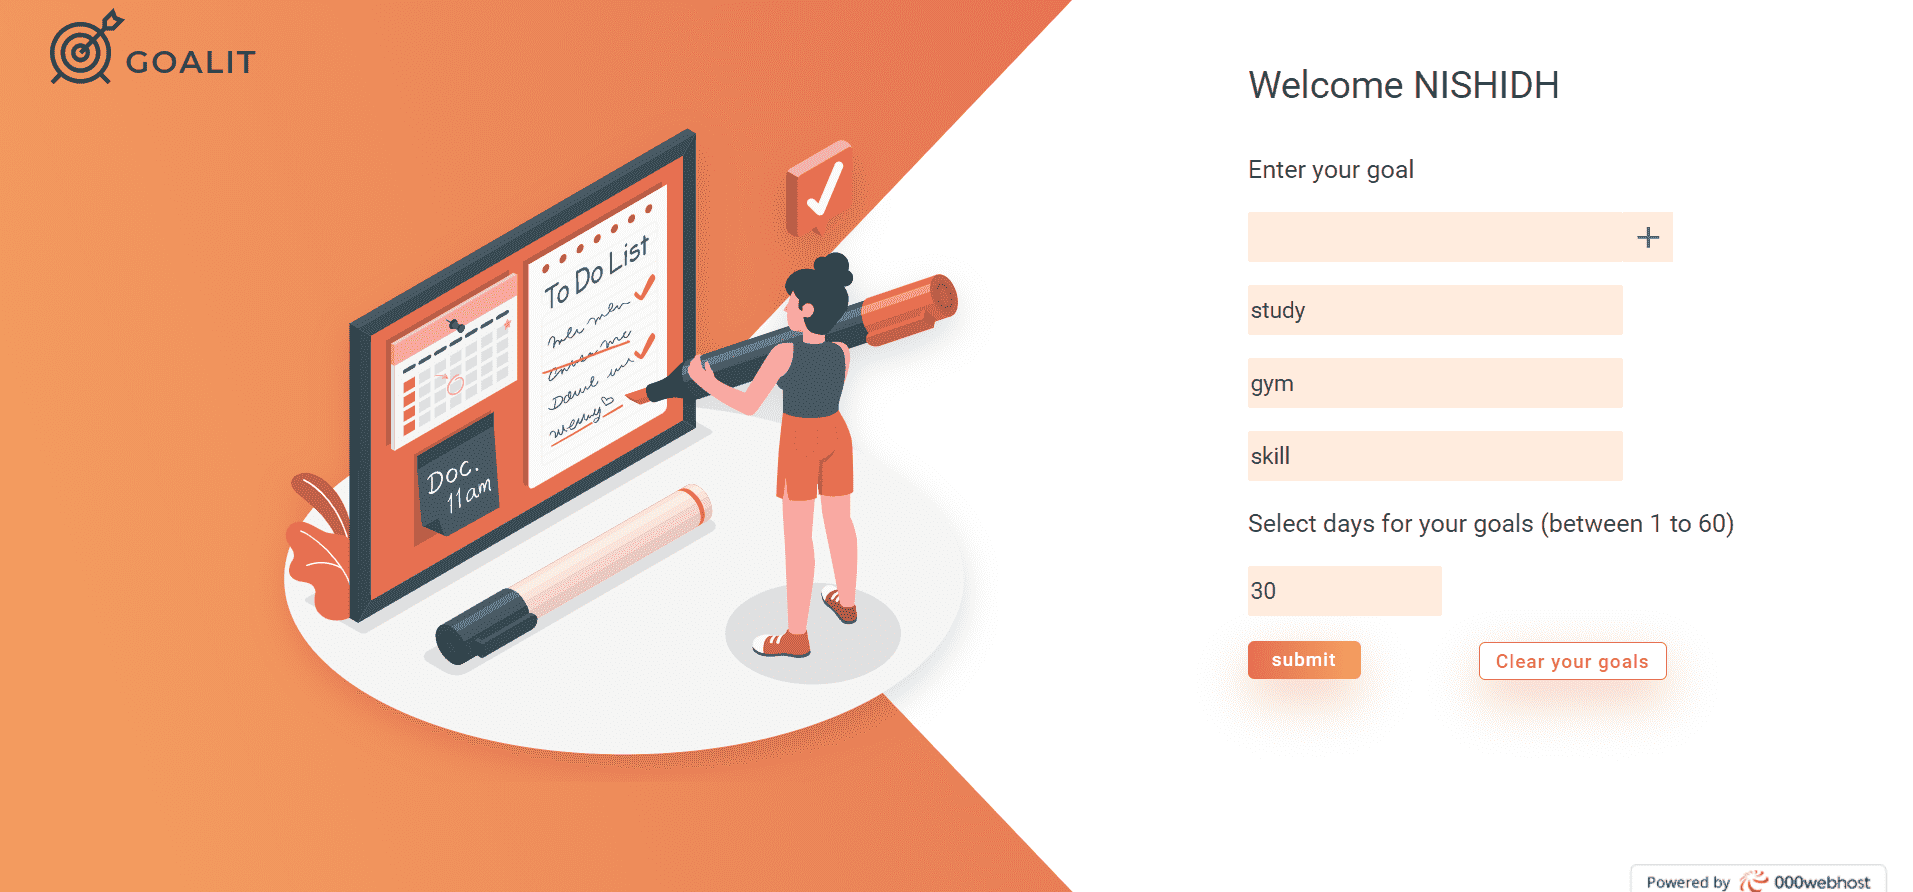 GOALIT
To Do List
Doc.
11am
Welcome NISHIDH
Enter your goal
+
study
gym
skill
Select days for your goals (between 1 to 60)
30
submit
Clear your goals
Powered by 000webhost